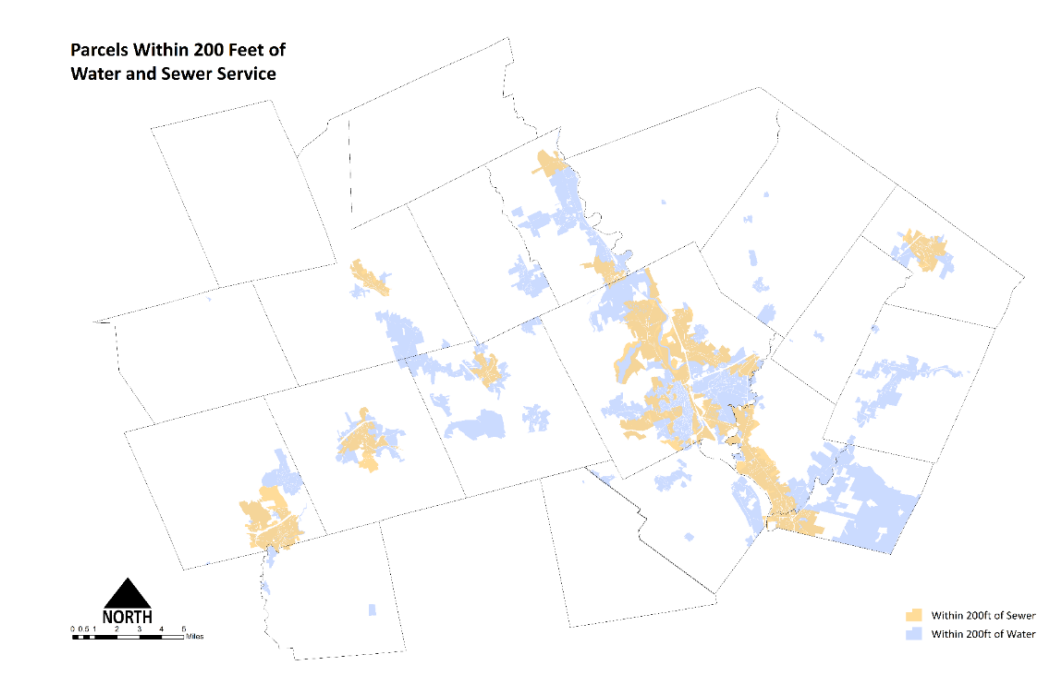 Parcels Within 200 Feet of
Water and Sewer Service
NORTH
0 0.5 1 2 3 4 5
Miles
Within 200ft of Sewer
Within 200ft of Water